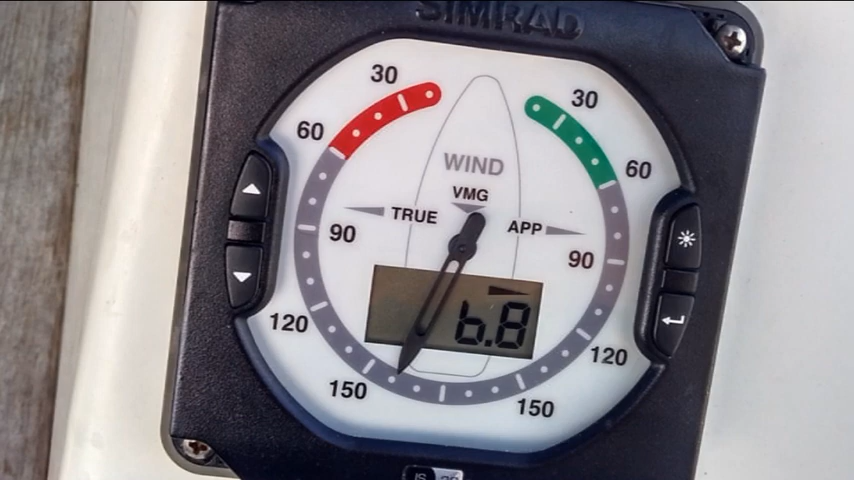 SIMRAD
30 30
60 60
WIND
VMG
TRUE APP
90 90
6.8
120 120
150 150